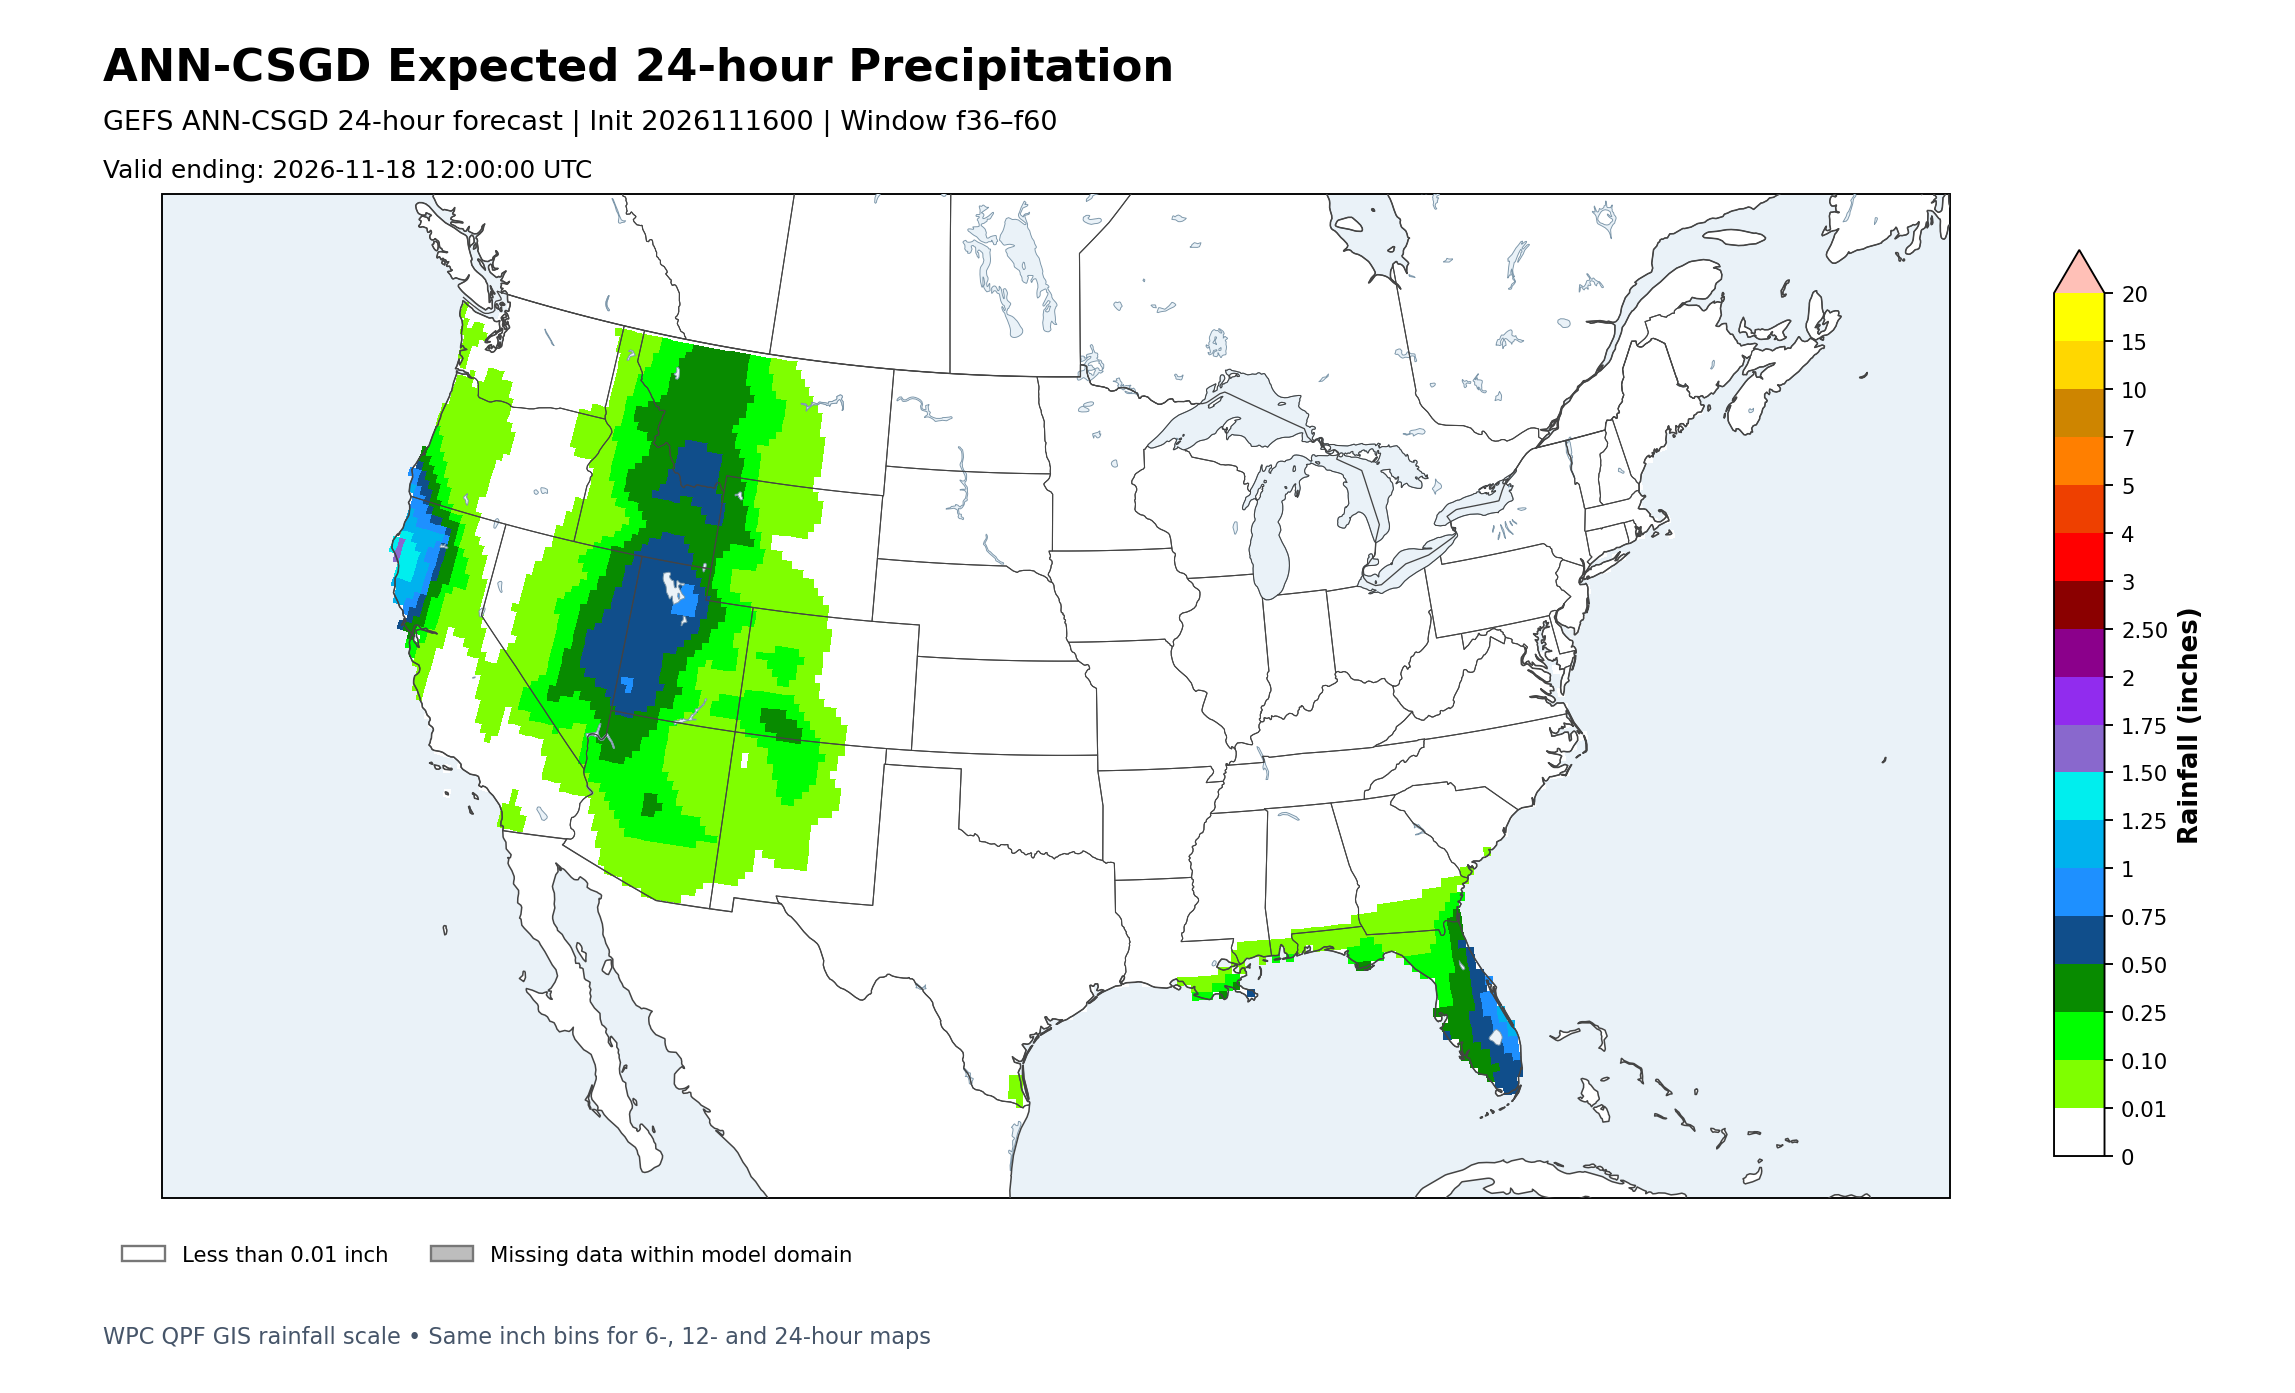 ANN-CSGD Expected 24-hour Precipitation
GEFS ANN-CSGD 24-hour forecast | Init 2026111600 | Window f36–f60
Valid ending: 2026-11-18 12:00:00 UTC
20
15
10
7
5
4
3
2.50
2
1.75
1.50
1.25
1
0.75
0.50
0.25
0.10
0.01
0
Rainfall (inches)
Less than 0.01 inch
Missing data within model domain
WPC QPF GIS rainfall scale • Same inch bins for 6-, 12- and 24-hour maps